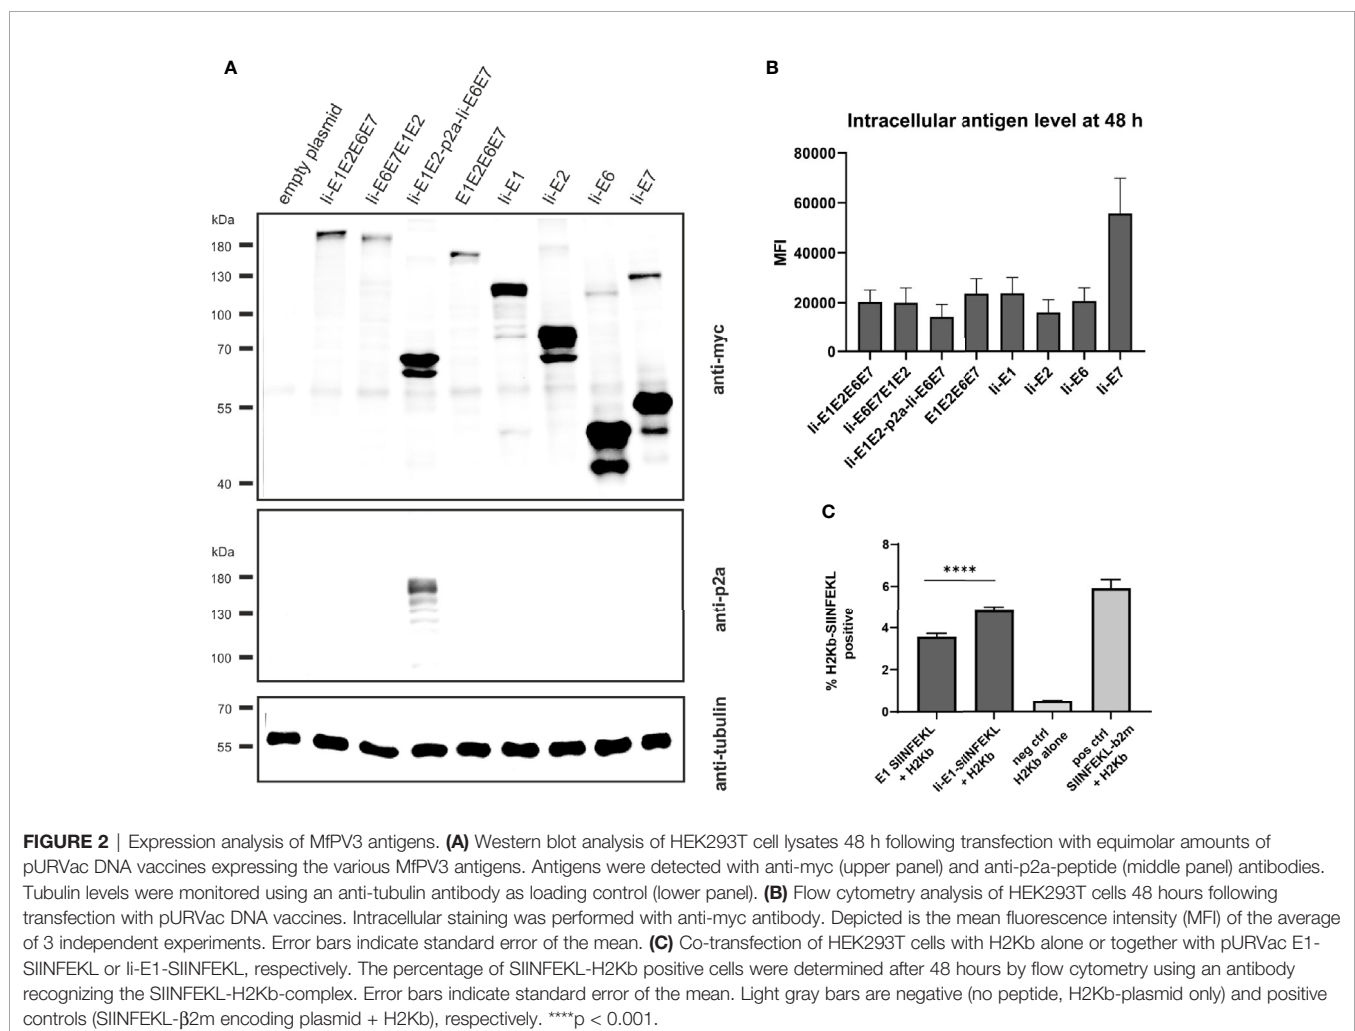 A
empty plasmid
Ii-E1E2E6E7
Ii-E6E7E1E2
Ii-E1E2-p2a-Ii-E6E7
E1E2E6E7
Ii-E1
Ii-E2
Ii-E6
Ii-E7
kDa
180
130
100
70
55
40
anti-myc
kDa
180
130
100
anti-p2a
70
55
anti-tubulin
B
Intracellular antigen level at 48 h
MFI
80000
60000
40000
20000
0
Ii-E1E2E6E7
Ii-E6E7E1E2
Ii-E1E2-p2a-Ii-E6E7
E1E2E6E7
Ii-E1
Ii-E2
Ii-E6
Ii-E7
C
% H2Kb-SIINFEKL
positive
8
6
4
2
0
****
E1 SIINFEKL
+ H2Kb
Ii-E1-SIINFEKL
+ H2Kb
neg ctrl
H2Kb alone
pos ctrl
SIINFEKL-b2m
+ H2Kb
FIGURE 2 | Expression analysis of MfPV3 antigens. (A) Western blot analysis of HEK293T cell lysates 48 h following transfection with equimolar amounts of
pURVac DNA vaccines expressing the various MfPV3 antigens. Antigens were detected with anti-myc (upper panel) and anti-p2a-peptide (middle panel) antibodies.
Tubulin levels were monitored using an anti-tubulin antibody as loading control (lower panel). (B) Flow cytometry analysis of HEK293T cells 48 hours following
transfection with pURVac DNA vaccines. Intracellular staining was performed with anti-myc antibody. Depicted is the mean fluorescence intensity (MFI) of the average
of 3 independent experiments. Error bars indicate standard error of the mean. (C) Co-transfection of HEK293T cells with H2Kb alone or together with pURVac E1-
SIINFEKL or Ii-E1-SIINFEKL, respectively. The percentage of SIINFEKL-H2Kb positive cells were determined after 48 hours by flow cytometry using an antibody
recognizing the SIINFEKL-H2Kb-complex. Error bars indicate standard error of the mean. Light gray bars are negative (no peptide, H2Kb-plasmid only) and positive
controls (SIINFEKL-β2m encoding plasmid + H2Kb), respectively. ****p < 0.001.